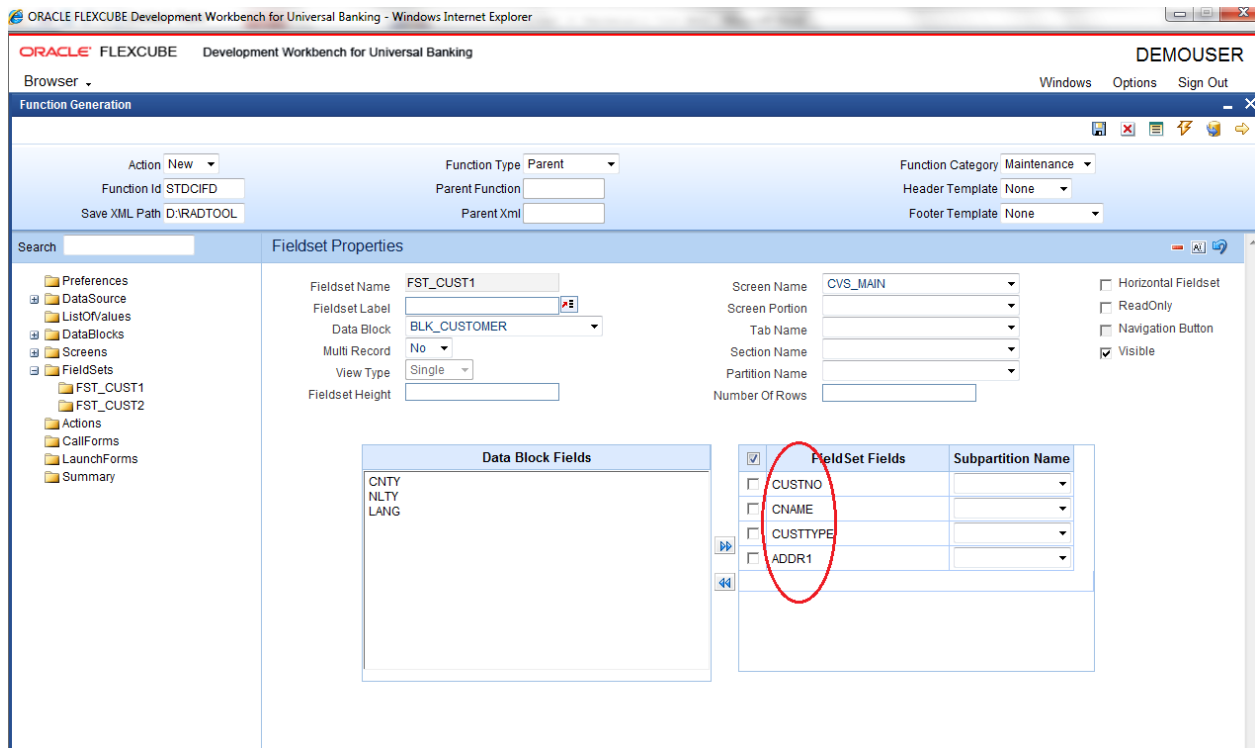 ORACLE FLEXCUBE Development Workbench for Universal Banking - Windows Internet Explorer
ORACLE FLEXCUBE Development Workbench for Universal Banking DEMOUSER
Browser Windows Options Sign Out
Function Generation
Action New Function Type Parent Function Category Maintenance
Function Id STDCIFD Parent Function Header Template None
Save XML Path D:\RADTOOL Parent Xml Footer Template None
Search Fieldset Properties
Preferences
DataSource
ListOfValues
DataBlocks
Screens
FieldSets
FST_CUST1
FST_CUST2
Actions
CallForms
LaunchForms
Summary
Fieldset Name FST_CUST1 Screen Name CVS_MAIN Horizontal Fieldset
Fieldset Label Screen Portion ReadOnly
Data Block BLK_CUSTOMER Tab Name Navigation Button
Multi Record No Section Name Visible
View Type Single Partition Name
Fieldset Height Number Of Rows
Data Block Fields
CNTY
NLTY
LANG
FieldSet Fields Subpartition Name
CUSTNO
CNAME
CUSTTYPE
ADDR1